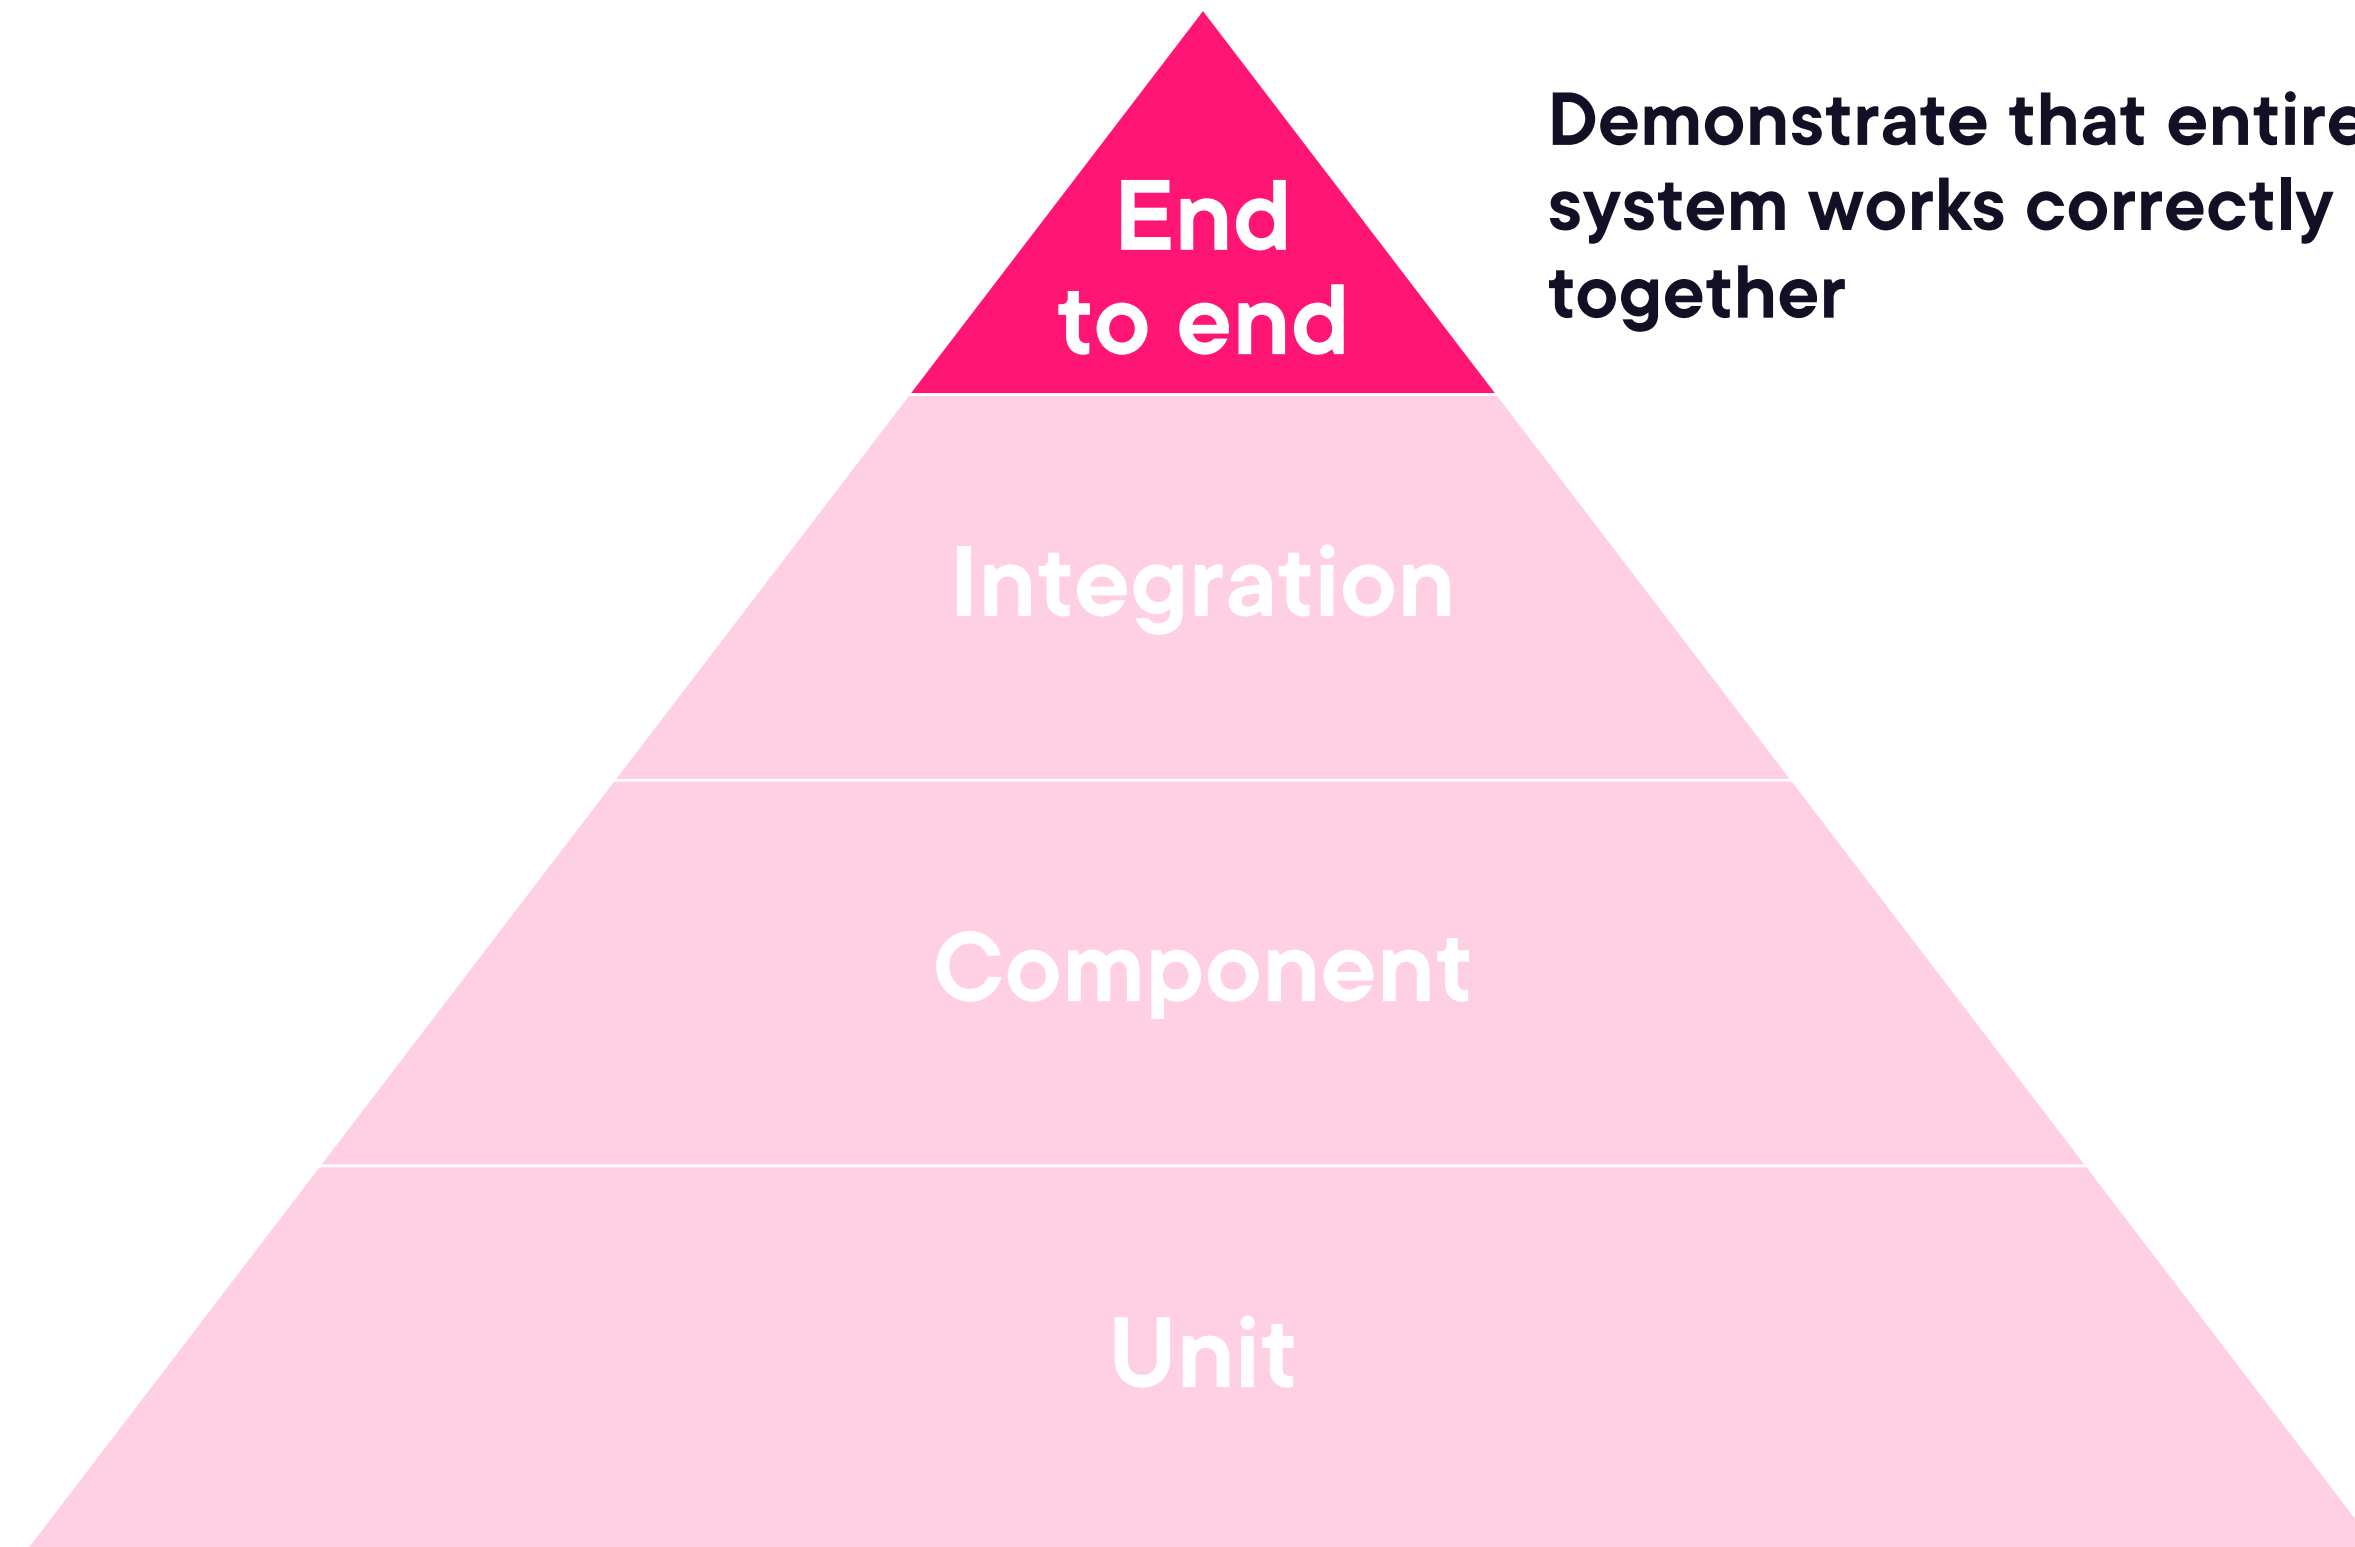 End
to end
Demonstrate that entire
system works correctly
together
Integration
Component
Unit